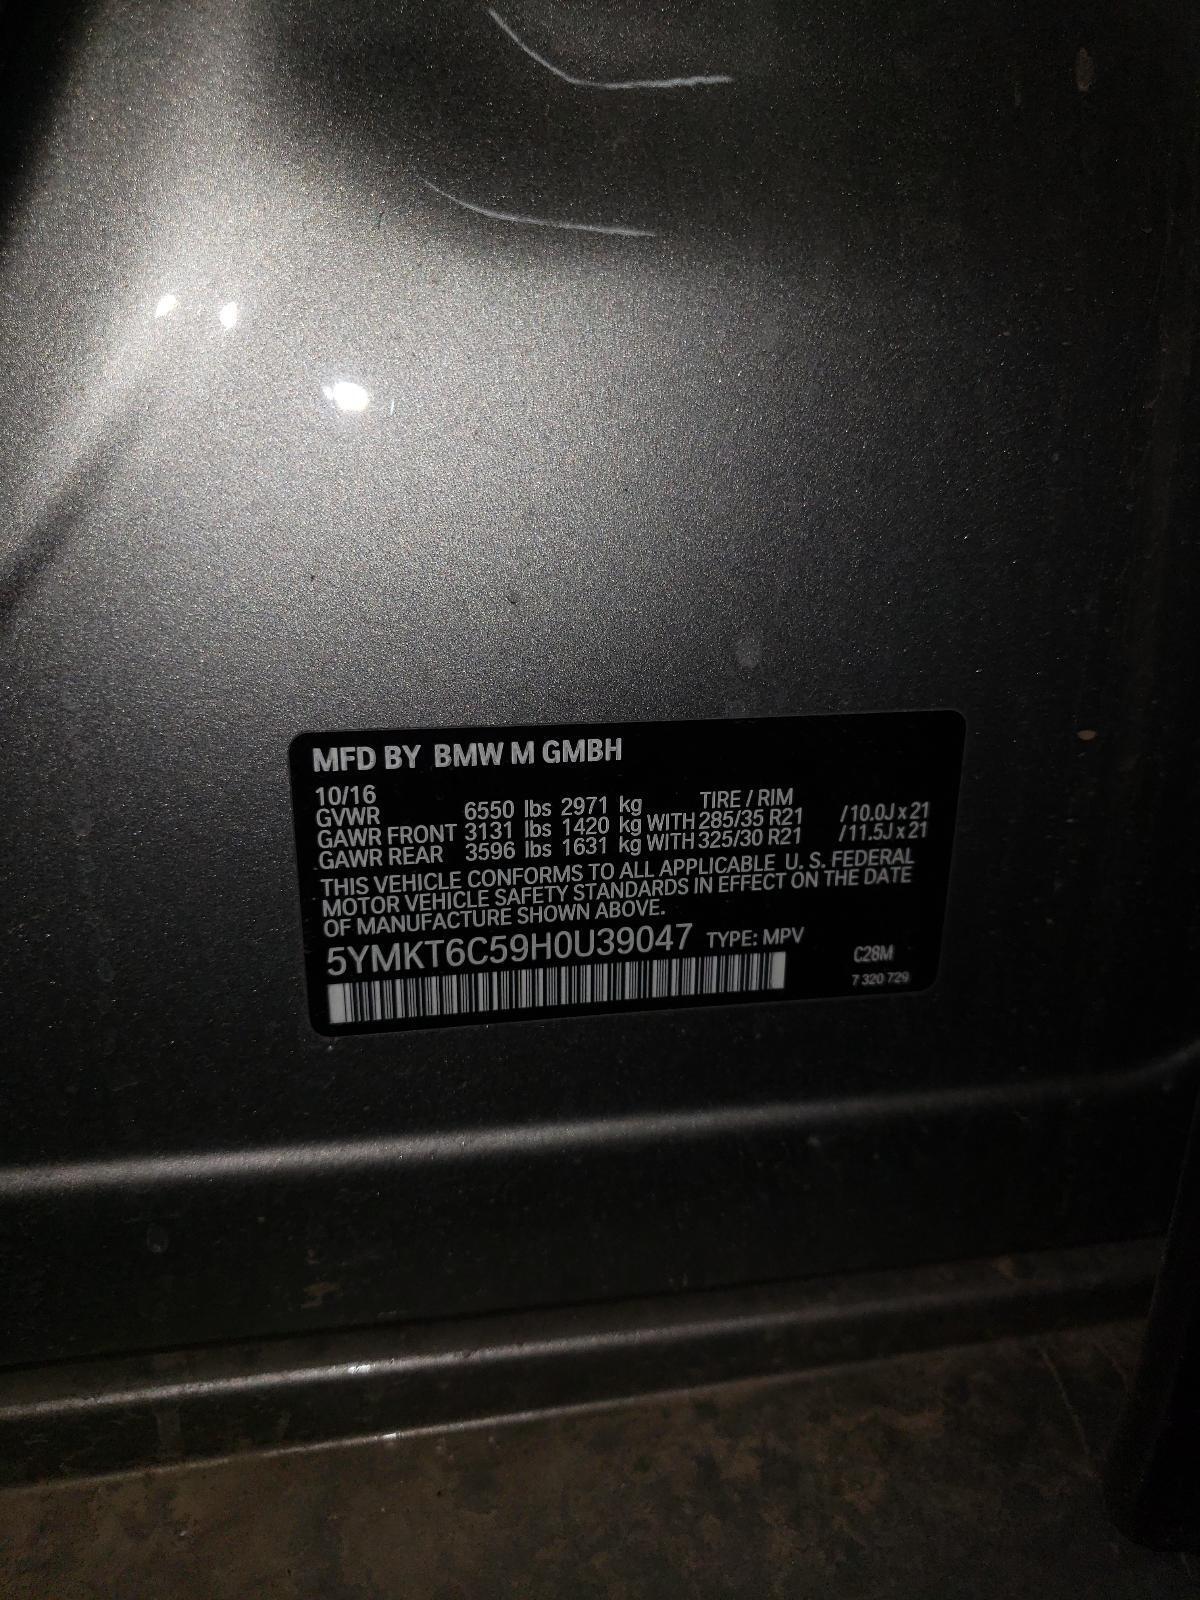 MFD BY BMW M GMBH
10/16
TIRE / RIM
GVWR 6550 lbs 2971 kg
GAWR FRONT 3131 lbs 1420 kg WITH 285/35 R21 /10.0J x 21
GAWR REAR 3596 lbs 1631 kg WITH 325/30 R21 /11.5J x 21
THIS VEHICLE CONFORMS TO ALL APPLICABLE U. S. FEDERAL
MOTOR VEHICLE SAFETY STANDARDS IN EFFECT ON THE DATE
OF MANUFACTURE SHOWN ABOVE.
5YMKT6C59H0U39047 TYPE: MPV
C28M
7 320 729